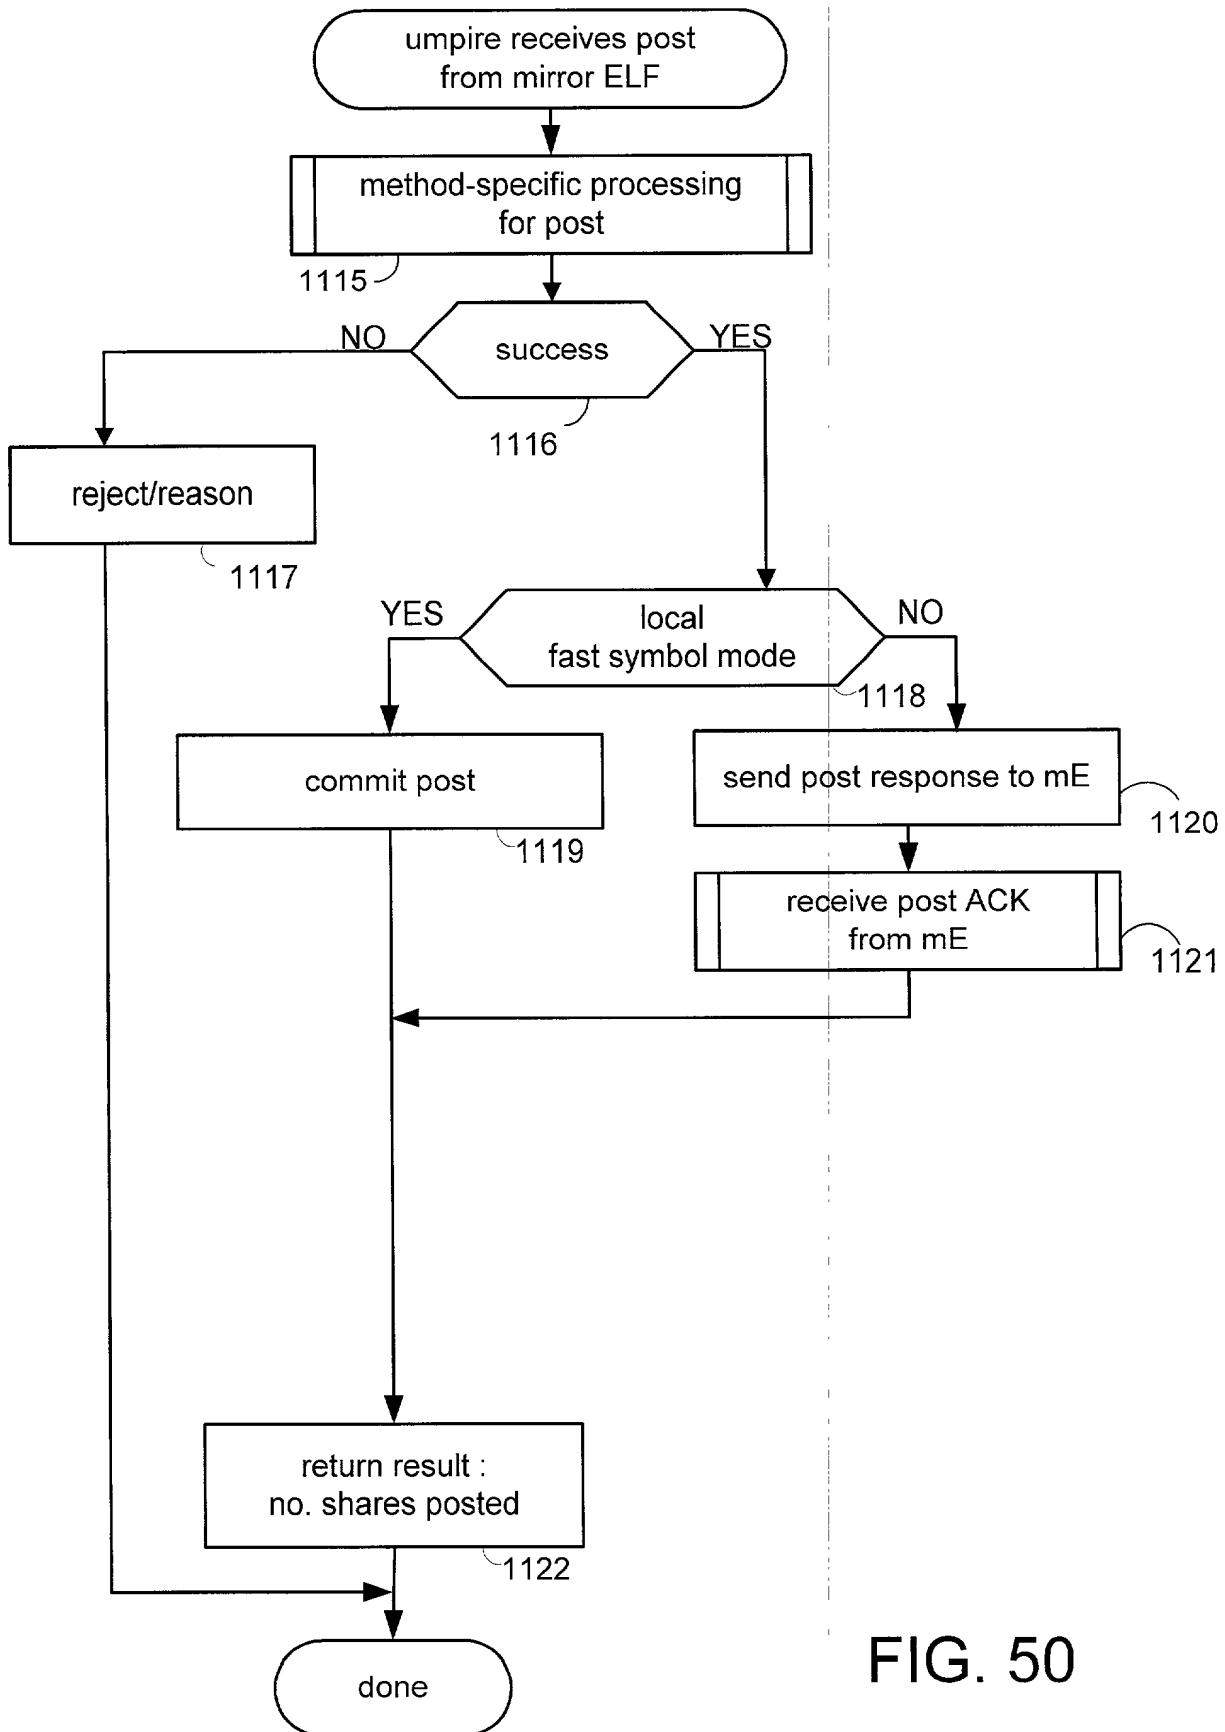 umpire receives post
from mirror ELF
method-specific processing
for post
1115
NO
YES
success
1116
reject/reason
1117
YES
NO
local
fast symbol mode
1118
commit post
1119
send post response to mE
1120
receive post ACK
from mE
1121
return result :
no. shares posted
1122
done
FIG. 50